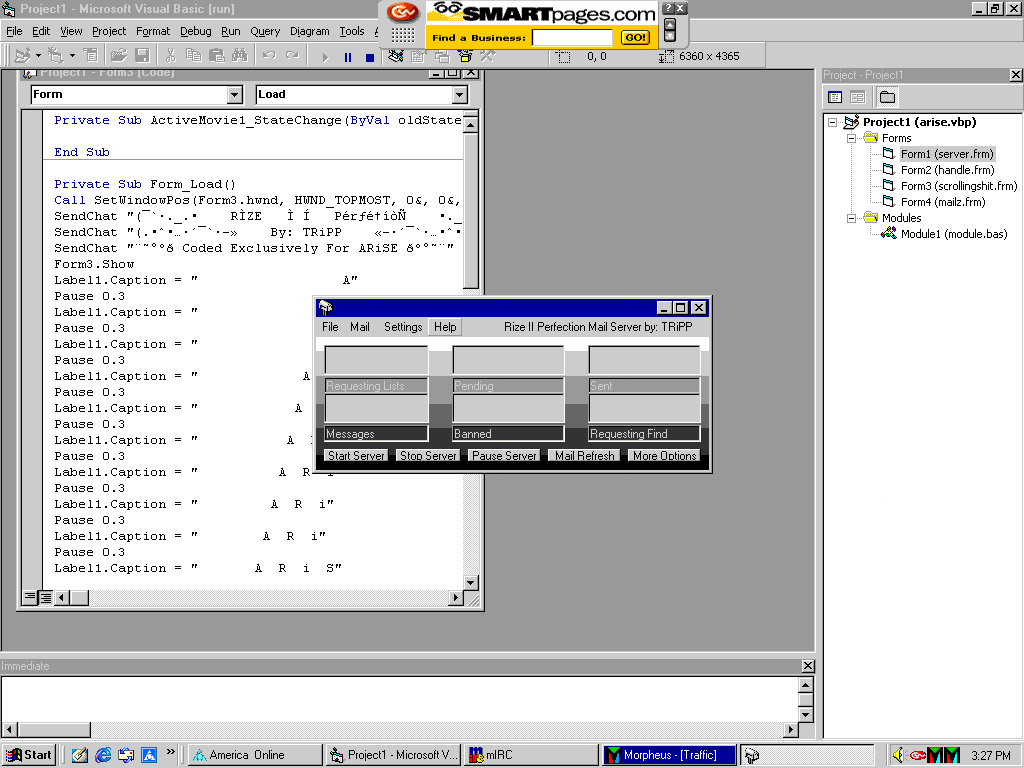 Project1 - Microsoft Visual Basic [run]
SMARTpages.com
Find a Business: GO!
File Edit View Project Format Debug Run Query Diagram Tools
0, 0 6360 x 4365
Project1 - Form3 (Code)
Form Load
Private Sub ActiveMovie1_StateChange(ByVal oldState
End Sub
Private Sub Form_Load()
Call SetWindowPos(Form3.hwnd, HWND_TOPMOST, 0&, 0&,
SendChat "(¯`·._.• RÌZE Ì Í Pérƒé†íòÑ •._
SendChat "(.•ˆ•…·´¯`·-» By: TRiPP «-·´¯`·…•ˆ•
SendChat "¨˜°ºð Coded Exclusively For ARiSE ðº°˜¨"
Form3.Show
Label1.Caption = " A"
Pause 0.3
Label1.Caption = "
Pause 0.3
Label1.Caption = "
Pause 0.3
Label1.Caption = " A
Pause 0.3
Label1.Caption = " A
Pause 0.3
Label1.Caption = " A
Pause 0.3
Label1.Caption = " A R
Pause 0.3
Label1.Caption = " A R i"
Pause 0.3
Label1.Caption = " A R i"
Pause 0.3
Label1.Caption = " A R i S"
File Mail Settings Help Rize II Perfection Mail Server by: TRiPP
Requesting Lists Pending Sent
Messages Banned Requesting Find
Start Server Stop Server Pause Server Mail Refresh More Options
Project - Project1
Project1 (arise.vbp)
Forms
Form1 (server.frm)
Form2 (handle.frm)
Form3 (scrollingshit.frm)
Form4 (mailz.frm)
Modules
Module1 (module.bas)
Immediate
Start America Online Project1 - Microsoft V... mIRC Morpheus - [Traffic] 3:27 PM